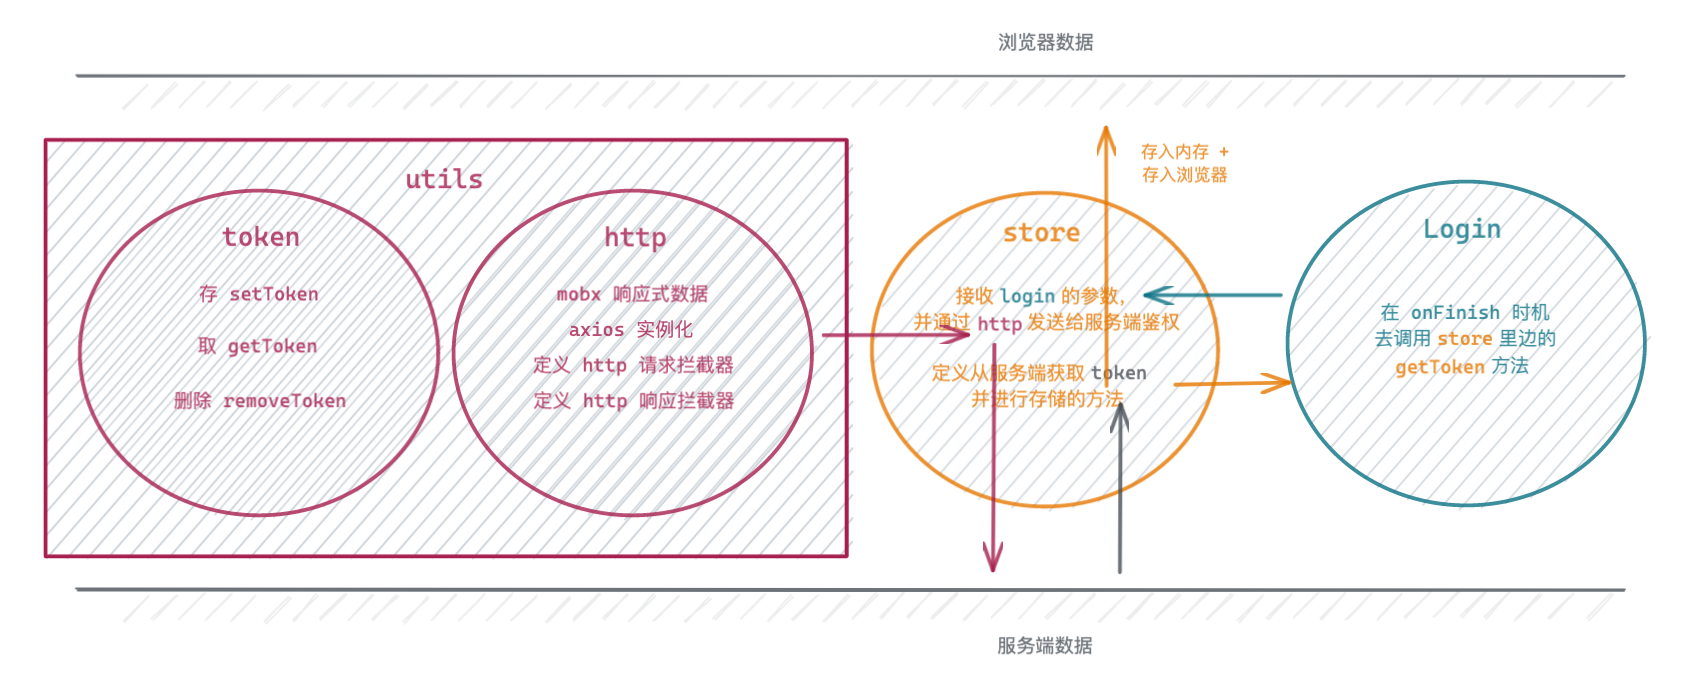 浏览器数据
utils
token
存 setToken
取 getToken
删除 removeToken
http
mobx 响应式数据
axios 实例化
定义 http 请求拦截器
定义 http 响应拦截器
存入内存 +
存入浏览器
store
接收 login 的参数，
并通过 http 发送给服务端鉴权
定义从服务端获取 token
并进行存储的方法
Login
在 onFinish 时机
去调用 store 里边的
getToken 方法
服务端数据